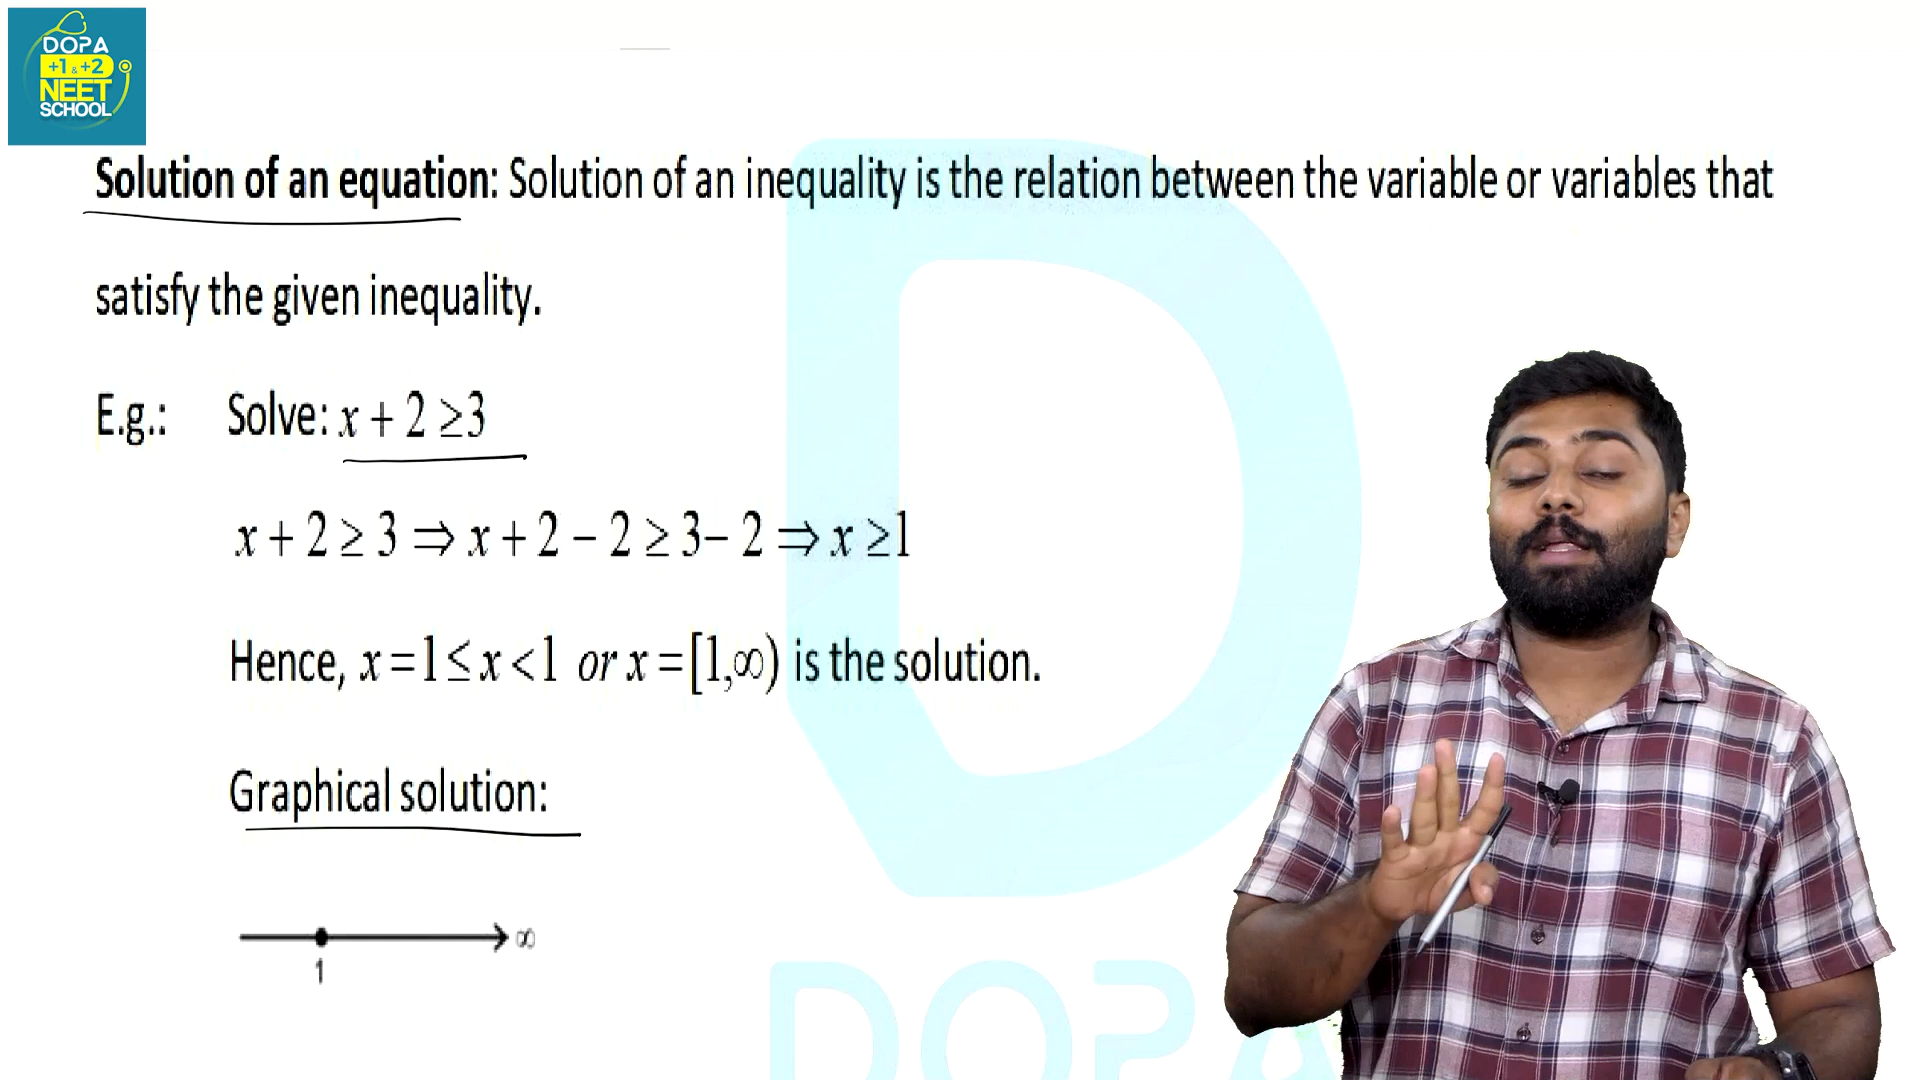 DOPA
+1 & +2
NEET
SCHOOL
Solution of an equation: Solution of an inequality is the relation between the variable or variables that
satisfy the given inequality.
E.g.: Solve: x + 2 ≥3
x + 2 ≥ 3 ⇒ x + 2 − 2 ≥ 3− 2 ⇒ x ≥1
Hence, x =1 ≤ x <1 or x =[1,∞) is the solution.
Graphical solution:
∞
1
DOPA